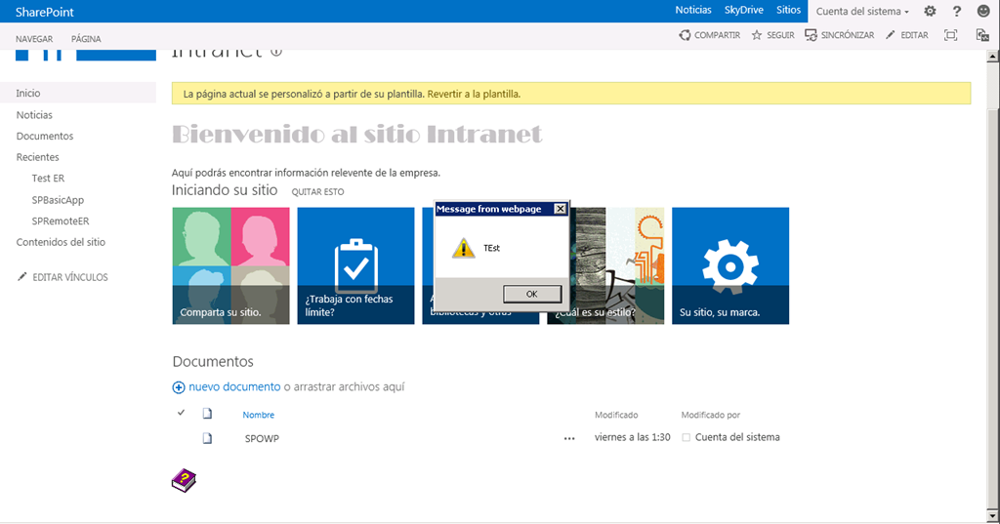 SharePoint
Noticias SkyDrive Sitios Cuenta del sistema ?
NAVEGAR PÁGINA COMPARTIR SEGUIR SINCRÓNIZAR EDITAR
Intranet
Inicio
Noticias
Documentos
Recientes
Test ER
SPBasicApp
SPRemoteER
Contenidos del sitio
EDITAR VÍNCULOS
La página actual se personalizó a partir de su plantilla. Revertir a la plantilla.
Bienvenido al sitio Intranet
Aquí podrás encontrar información relevente de la empresa.
Iniciando su sitio QUITAR ESTO
Comparta su sitio.
¿Trabaja con fechas
límite?
bibliotecas y otras
¿Cuál es su estilo?
Su sitio, su marca.
Message from webpage
TEst
OK
Documentos
nuevo documento o arrastrar archivos aquí
Nombre Modificado Modificado por
SPOWP ... viernes a las 1:30 Cuenta del sistema
?